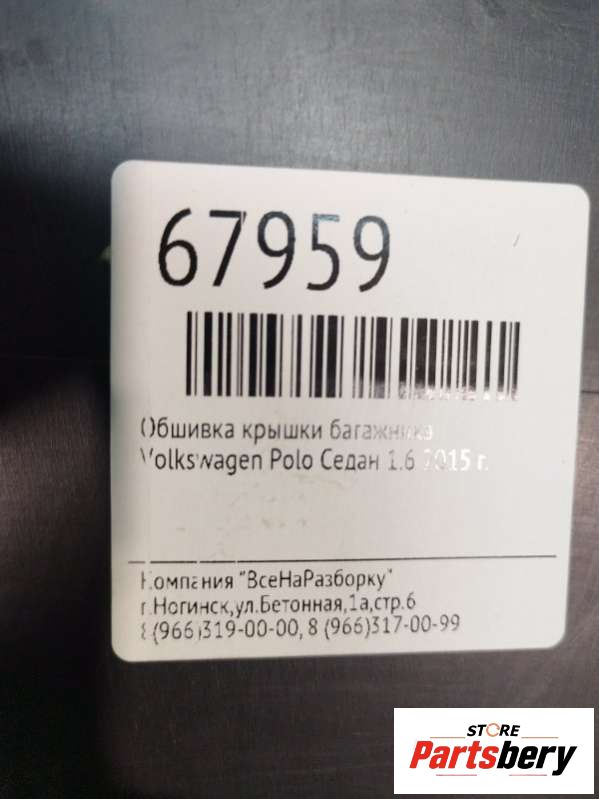 67959
Обшивка крышки багажника
Volkswagen Polo Седан 1.6 2015 г.
Компания "ВсеНаРазборку"
г.Ногинск,ул.Бетонная,1а,стр.6
8 (966)319-00-00, 8 (966)317-00-99
STORE
Partsbery